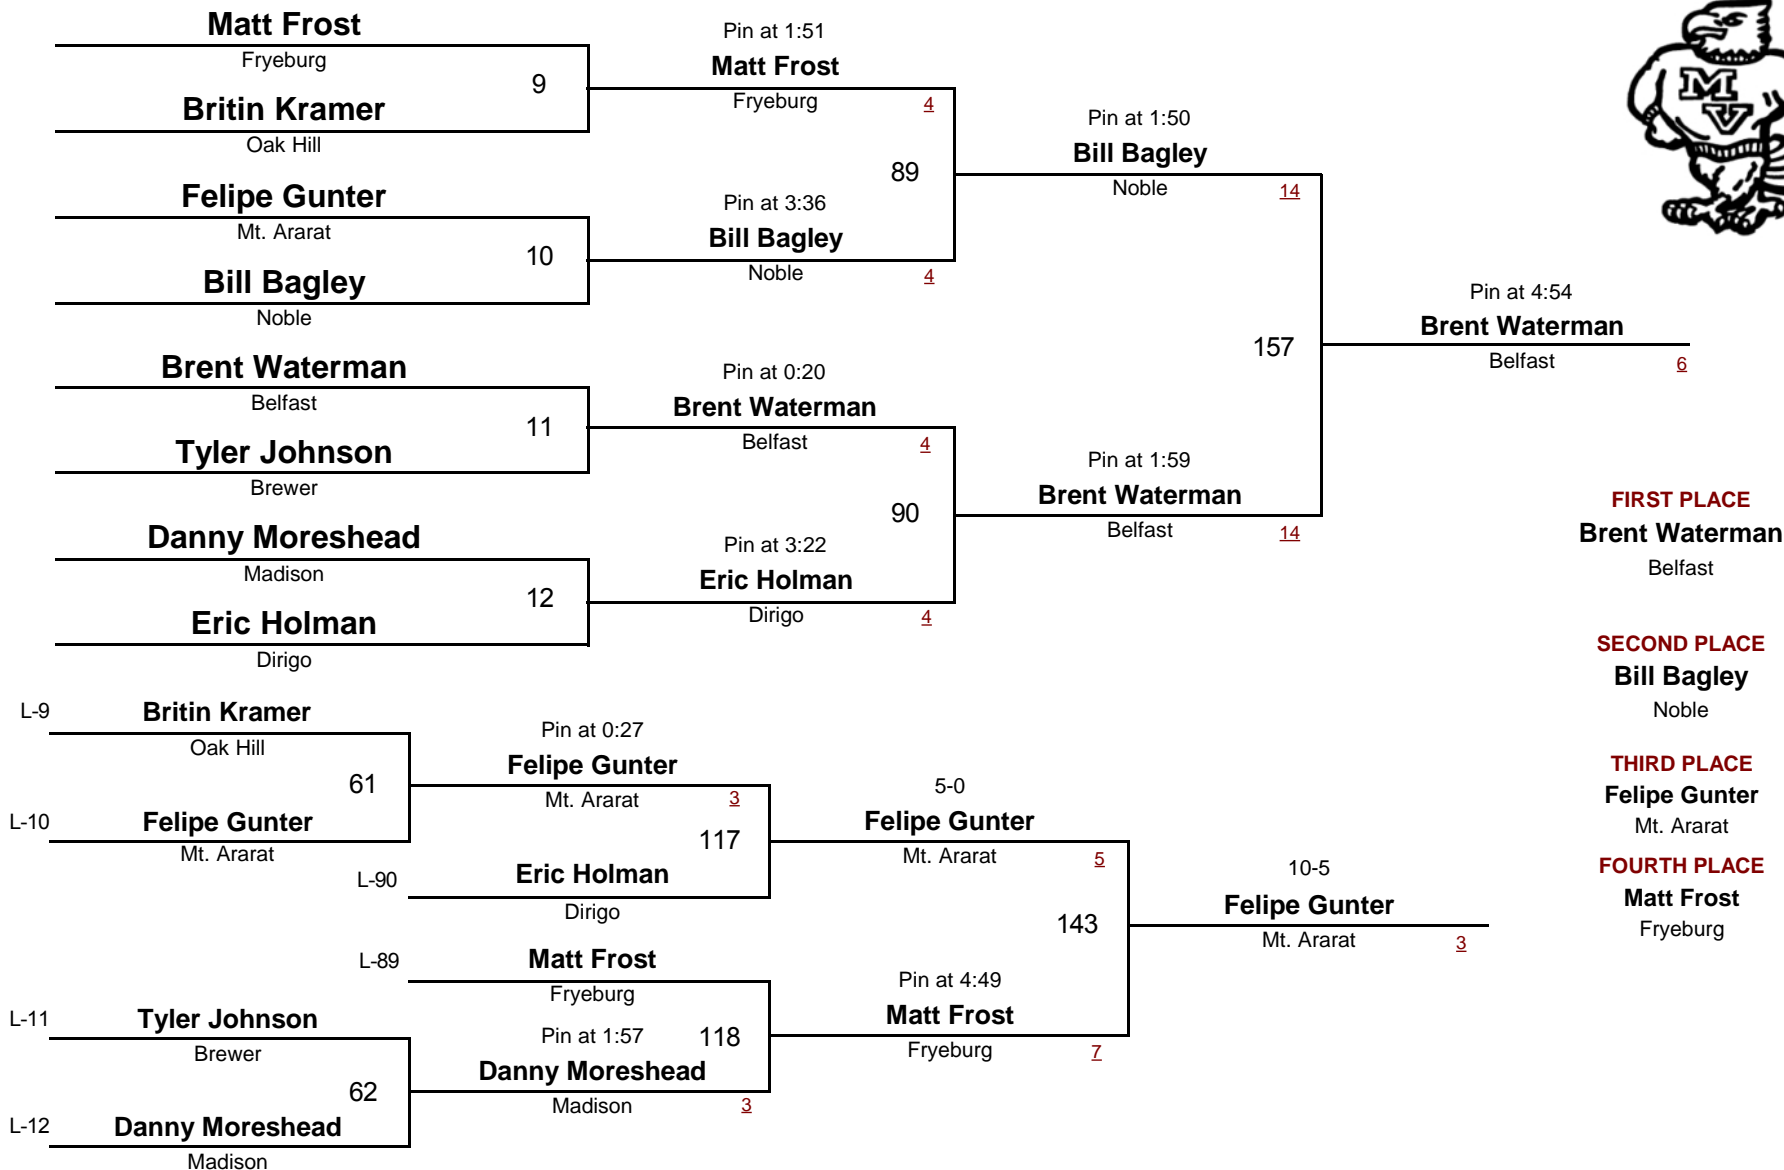 Matt Frost
Fryeburg
9
Britin Kramer
Oak Hill
Pin at 1:51
Matt Frost
Fryeburg
4
Felipe Gunter
Mt. Ararat
10
Bill Bagley
Noble
Pin at 3:36
Bill Bagley
Noble
4
89
Pin at 1:50
Bill Bagley
Noble
14
Brent Waterman
Belfast
11
Tyler Johnson
Brewer
Pin at 0:20
Brent Waterman
Belfast
4
Danny Moreshead
Madison
12
Eric Holman
Dirigo
Pin at 3:22
Eric Holman
Dirigo
4
90
Pin at 1:59
Brent Waterman
Belfast
14
157
Pin at 4:54
Brent Waterman
Belfast
6
M
V
FIRST PLACE
Brent Waterman
Belfast
SECOND PLACE
Bill Bagley
Noble
THIRD PLACE
Felipe Gunter
Mt. Ararat
FOURTH PLACE
Matt Frost
Fryeburg
L-9
Britin Kramer
Oak Hill
61
L-10
Felipe Gunter
Mt. Ararat
Pin at 0:27
Felipe Gunter
Mt. Ararat
3
117
L-90
Eric Holman
Dirigo
5-0
Felipe Gunter
Mt. Ararat
5
L-89
Matt Frost
Fryeburg
118
L-11
Tyler Johnson
Brewer
62
L-12
Danny Moreshead
Madison
Pin at 1:57
Danny Moreshead
Madison
3
Pin at 4:49
Matt Frost
Fryeburg
7
143
10-5
Felipe Gunter
Mt. Ararat
3